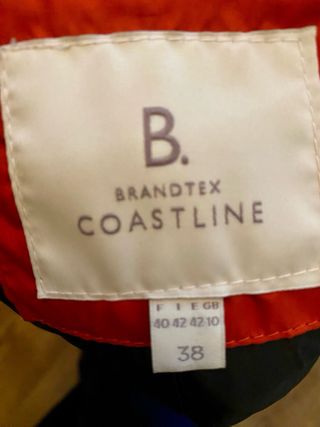 B.
BRANDTEX
COASTLINE
F I E GB
40 42 42 10
38